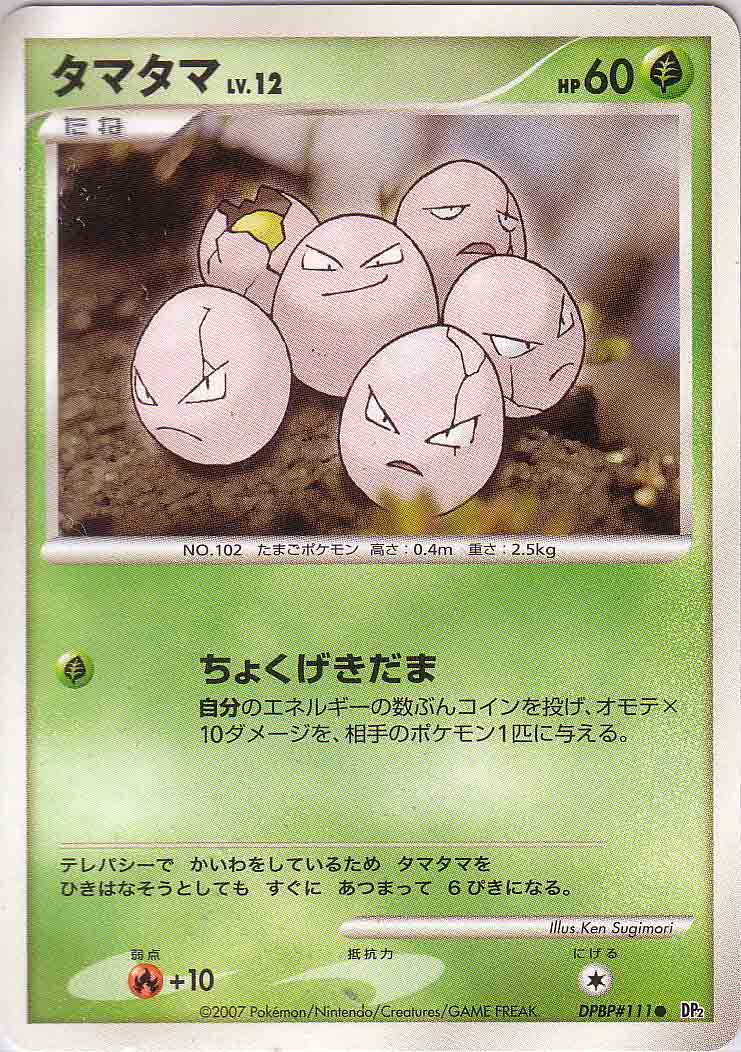 タマタマ LV.12 HP 60
たね
NO.102 たまごポケモン 高さ:0.4m 重さ:2.5kg
ちょくげきだま
自分のエネルギーの数ぶんコインを投げ、オモテ×
10ダメージを、相手のポケモン1匹に与える。
テレパシーで かいわをしているため タマタマを
ひきはなそうとしても すぐに あつまって 6ぴきになる。
Illus.Ken Sugimori
弱点 抵抗力 にげる
+10
©2007 Pokémon/Nintendo/Creatures/GAME FREAK. DPBP#111● DP2